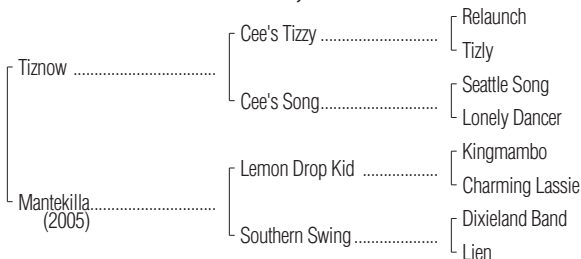 Relaunch
Cee's Tizzy ..........................
Tizly
Tiznow ................................
Seattle Song
Cee's Song..........................
Lonely Dancer
Kingmambo
Lemon Drop Kid .................
Charming Lassie
Mantekilla............................
(2005)
Dixieland Band
Southern Swing ...................
Lien